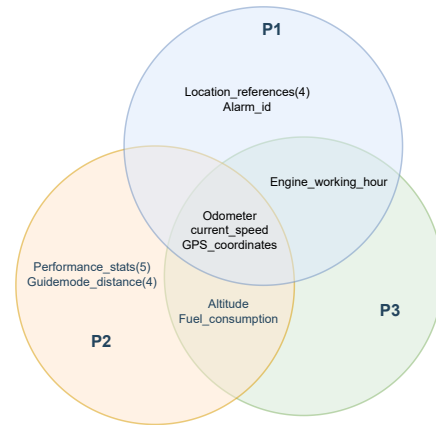 P1
Location_references(4)
Alarm_id
Engine_working_hour
Odometer
current_speed
GPS_coordinates
Performance_stats(5)
Guidemode_distance(4)
Altitude
Fuel_consumption
P3
P2